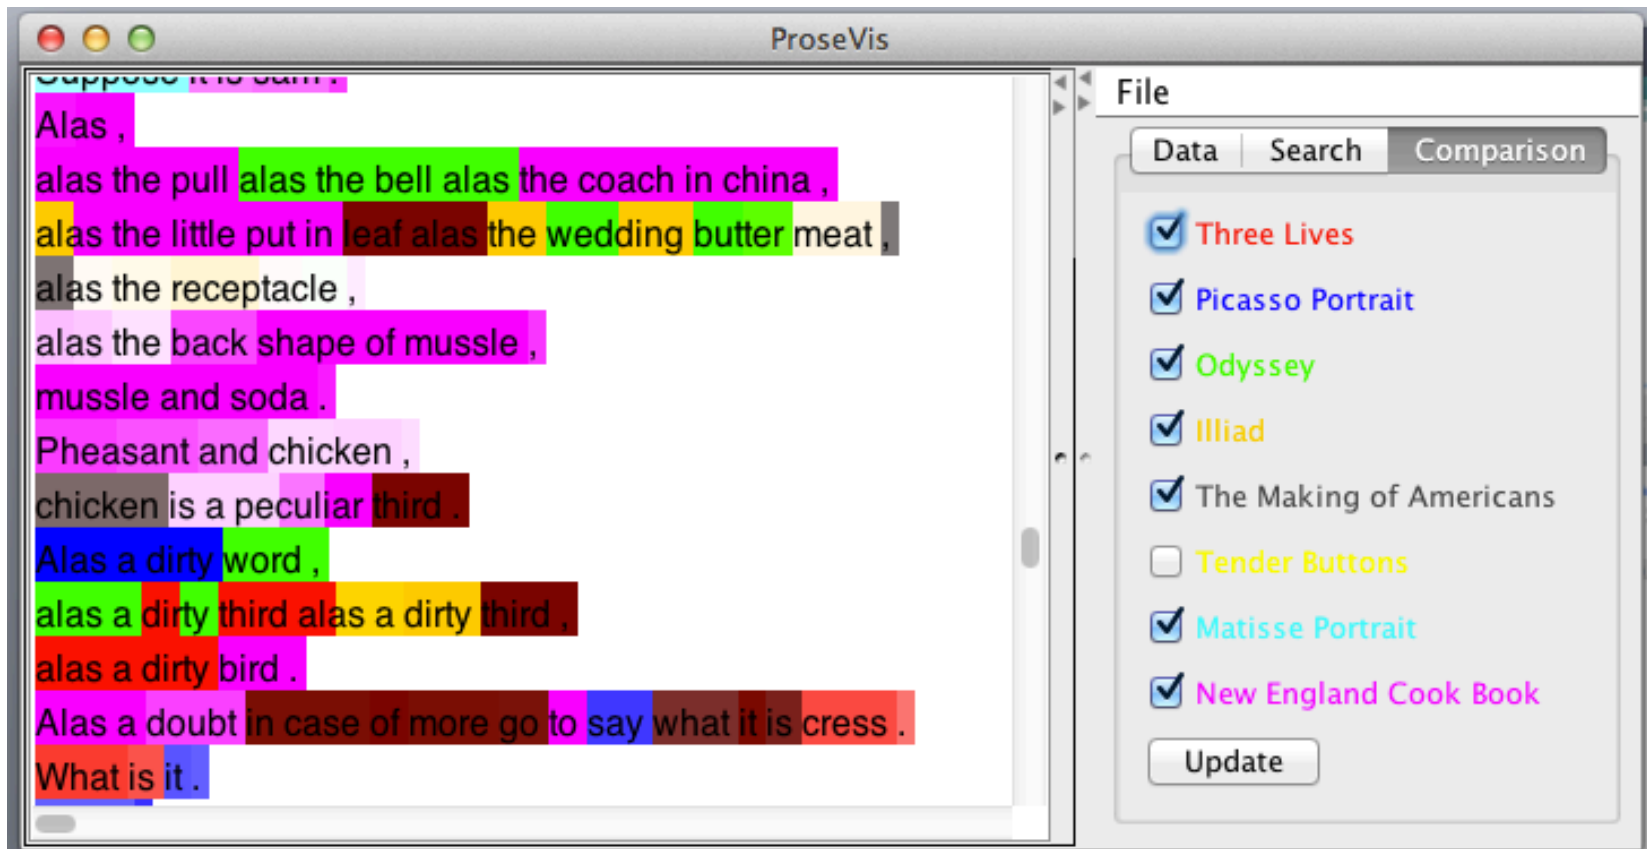 ProseVis
Suppose it is sam .
Alas ,
alas the pull alas the bell alas the coach in china ,
alas the little put in leaf alas the wedding butter meat ,
alas the receptacle ,
alas the back shape of mussle ,
mussle and soda .
Pheasant and chicken ,
chicken is a peculiar third .
Alas a dirty word ,
alas a dirty third alas a dirty third ,
alas a dirty bird .
Alas a doubt in case of more go to say what it is cress .
What is it .
File
Data Search Comparison
Three Lives
Picasso Portrait
Odyssey
Illiad
The Making of Americans
Tender Buttons
Matisse Portrait
New England Cook Book
Update